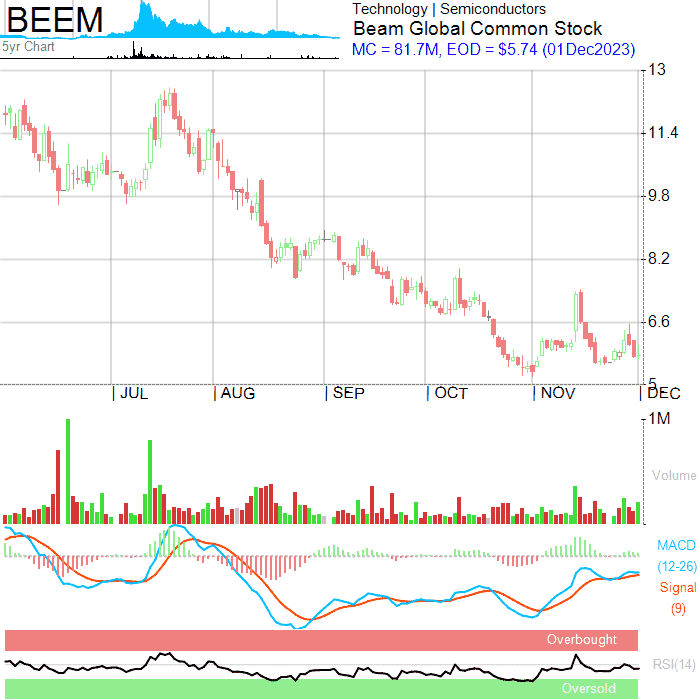 BEEM
5yr Chart
Technology | Semiconductors
Beam Global Common Stock
MC = 81.7M, EOD = $5.74 (01Dec2023)
13
11.4
9.8
8.2
6.6
5
JUL AUG SEP OCT NOV DEC
1M
Volume
MACD
(12-26)
Signal
(9)
Overbought
RSI(14)
Oversold